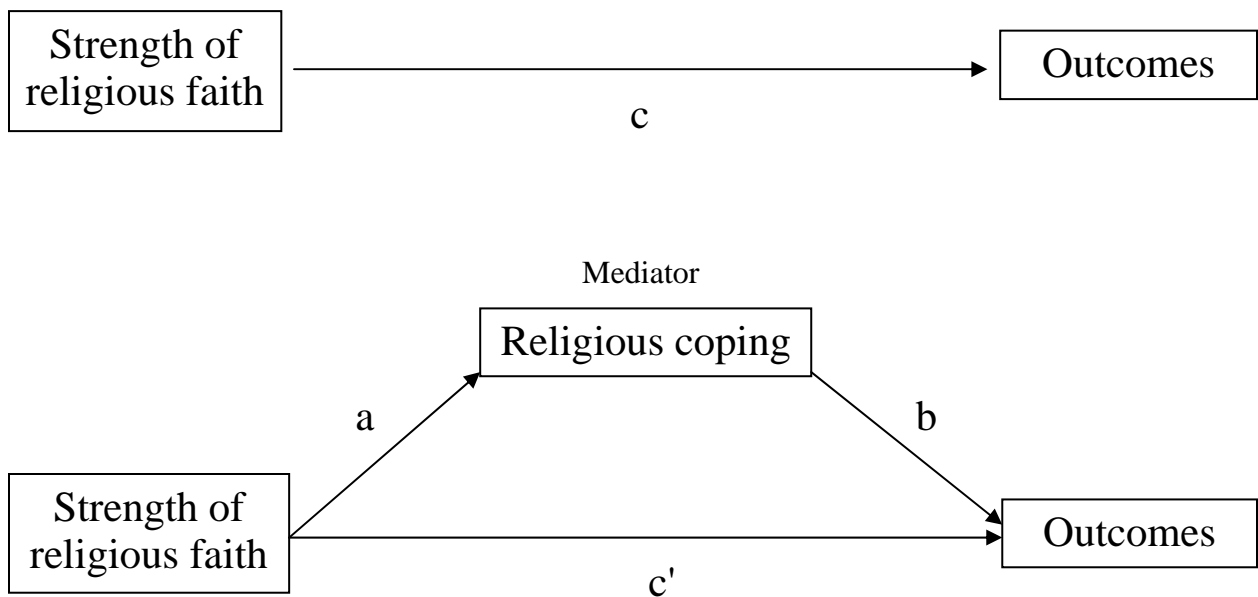 Strength of
religious faith
Outcomes
c
Mediator
Religious coping
a
b
Strength of
religious faith
Outcomes
c'